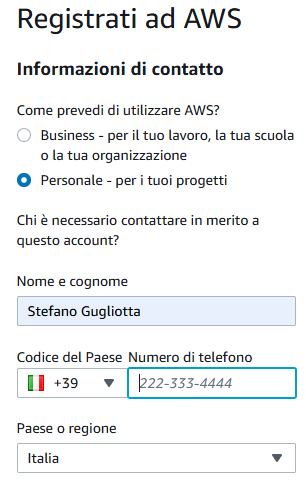 Registrati ad AWS
Informazioni di contatto
Come prevedi di utilizzare AWS?
Business - per il tuo lavoro, la tua scuola
o la tua organizzazione
Personale - per i tuoi progetti
Chi è necessario contattare in merito a
questo account?
Nome e cognome
Stefano Gugliotta
Codice del Paese Numero di telefono
+39 222-333-4444
Paese o regione
Italia